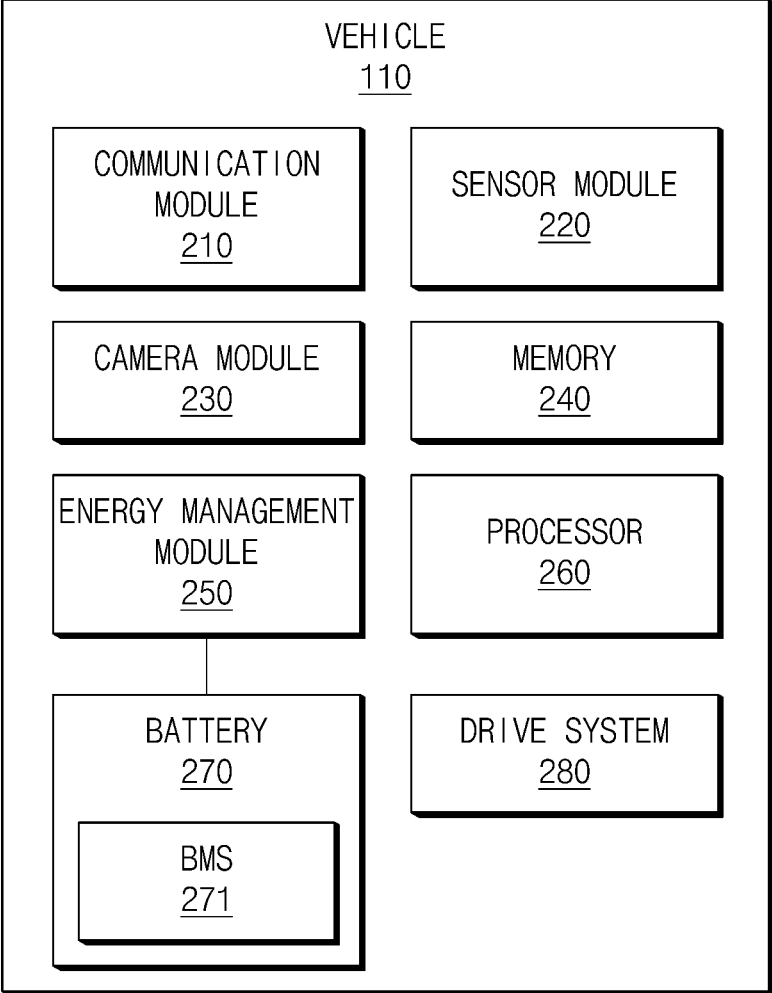 VEHICLE
110
COMMUNICATION
MODULE
210
SENSOR MODULE
220
CAMERA MODULE
230
MEMORY
240
ENERGY MANAGEMENT
MODULE
250
PROCESSOR
260
BATTERY
270
BMS
271
DRIVE SYSTEM
280